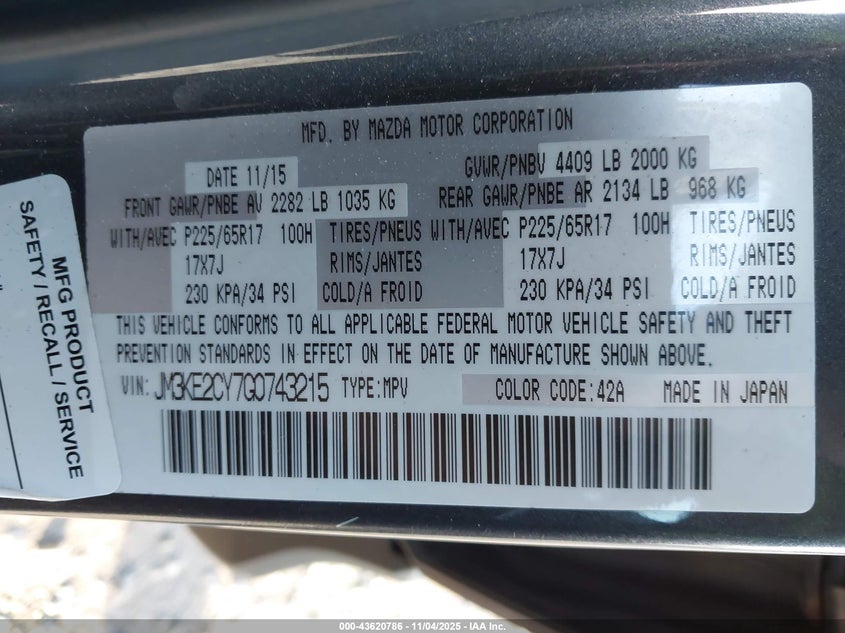 MFD. BY MAZDA MOTOR CORPORATION
DATE 11/15 GVWR/PNBV 4409 LB 2000 KG
FRONT GAWR/PNBE AV 2282 LB 1035 KG REAR GAWR/PNBE AR 2134 LB 968 KG
WITH/AVEC P225/65R17 100H TIRES/PNEUS WITH/AVEC P225/65R17 100H TIRES/PNEUS
17X7J RIMS/JANTES 17X7J RIMS/JANTES
230 KPA/34 PSI COLD/A FROID 230 KPA/34 PSI COLD/A FROID
THIS VEHICLE CONFORMS TO ALL APPLICABLE FEDERAL MOTOR VEHICLE SAFETY AND THEFT
PREVENTION STANDARDS IN EFFECT ON THE DATE OF MANUFACTURE SHOWN ABOVE.
VIN: JM3KE2CY7G0743215 TYPE:MPV COLOR CODE:42A MADE IN JAPAN
MFG PRODUCT
SAFETY / RECALL / SERVICE
000-43620786 - 11/04/2025 - IAA Inc.